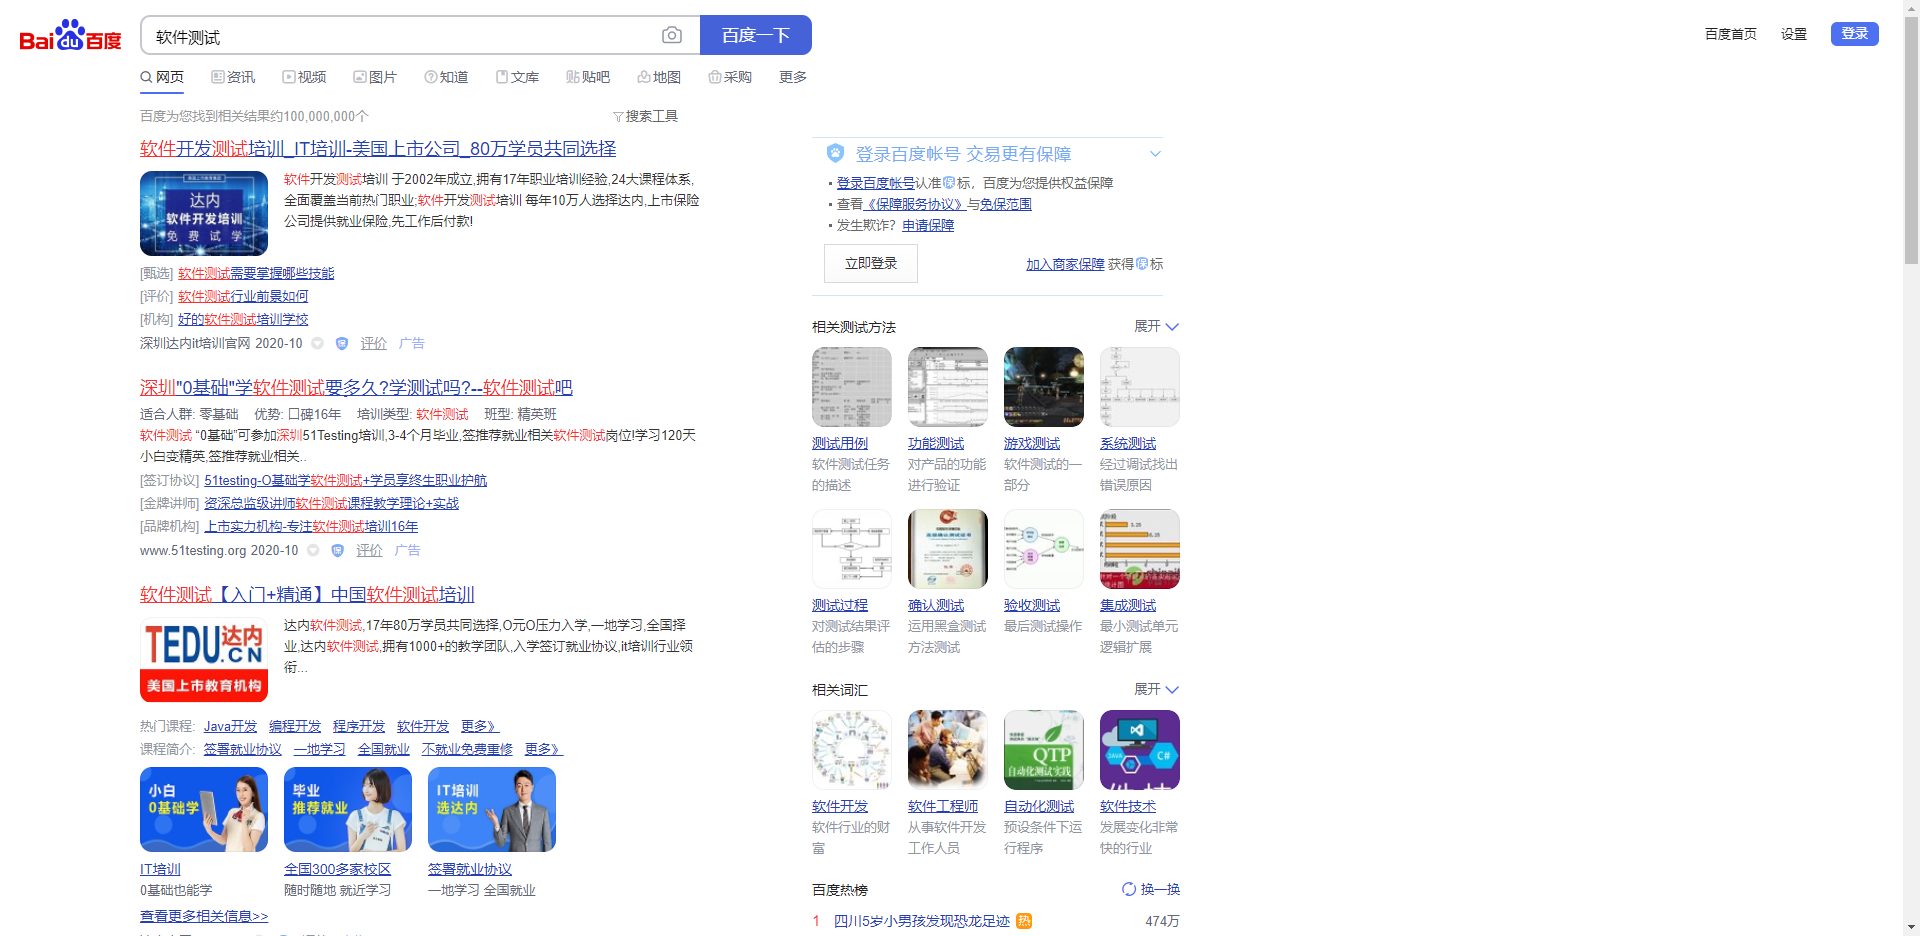 Bai du 百度
软件测试
百度一下
百度首页 设置 登录
网页 资讯 视频 图片 知道 文库 贴吧 地图 采购 更多
百度为您找到相关结果约100,000,000个
搜索工具
软件开发测试培训_IT培训-美国上市公司_80万学员共同选择
达内
软件开发培训
免费试学
软件开发测试培训 于2002年成立,拥有17年职业培训经验,24大课程体系,
全面覆盖当前热门职业;软件开发测试培训 每年10万人选择达内,上市保险
公司提供就业保险,先工作后付款!
[甄选] 软件测试需要掌握哪些技能
[评价] 软件测试行业前景如何
[机构] 好的软件测试培训学校
深圳达内it培训官网 2020-10 保 评价 广告
深圳"0基础"学软件测试要多久?学测试吗?--软件测试吧
适合人群: 零基础 优势: 口碑16年 培训类型: 软件测试 班型: 精英班
软件测试 “0基础”可参加深圳51Testing培训,3-4个月毕业,签推荐就业相关软件测试岗位!学习120天
小白变精英,签推荐就业相关..
[签订协议] 51testing-O基础学软件测试+学员享终生职业护航
[金牌讲师] 资深总监级讲师软件测试课程教学理论+实战
[品牌机构] 上市实力机构-专注软件测试培训16年
www.51testing.org 2020-10 保 评价 广告
软件测试【入门+精通】中国软件测试培训
TEDU达内
.CN
美国上市教育机构
达内软件测试,17年80万学员共同选择,O元O压力入学,一地学习,全国择
业,达内软件测试,拥有1000+的教学团队,入学签订就业协议,it培训行业领
衔...
热门课程: Java开发 编程开发 程序开发 软件开发 更多》
课程简介: 签署就业协议 一地学习 全国就业 不就业免费重修 更多》
小白
0基础学
毕业
推荐就业
IT培训
选达内
IT培训 全国300多家校区 签署就业协议
0基础也能学 随时随地 就近学习 一地学习 全国就业
查看更多相关信息>>
登录百度帐号 交易更有保障
登录百度帐号认准保标，百度为您提供权益保障
查看《保障服务协议》与免保范围
发生欺诈？申请保障
立即登录
加入商家保障 获得保标
相关测试方法 展开
测试用例 功能测试 游戏测试 系统测试
软件测试任务 对产品的功能 软件测试的一 经过调试找出
的描述 进行验证 部分 错误原因
测试过程 确认测试 验收测试 集成测试
对测试结果评 运用黑盒测试 最后测试操作 最小测试单元
估的步骤 方法测试 逻辑扩展
相关词汇 展开
QTP
自动化测试实践
JAVA
C#
软件开发 软件工程师 自动化测试 软件技术
软件行业的财 从事软件开发 预设条件下运 发展变化非常
富 工作人员 行程序 快的行业
百度热榜 换一换
1 四川5岁小男孩发现恐龙足迹 热 474万